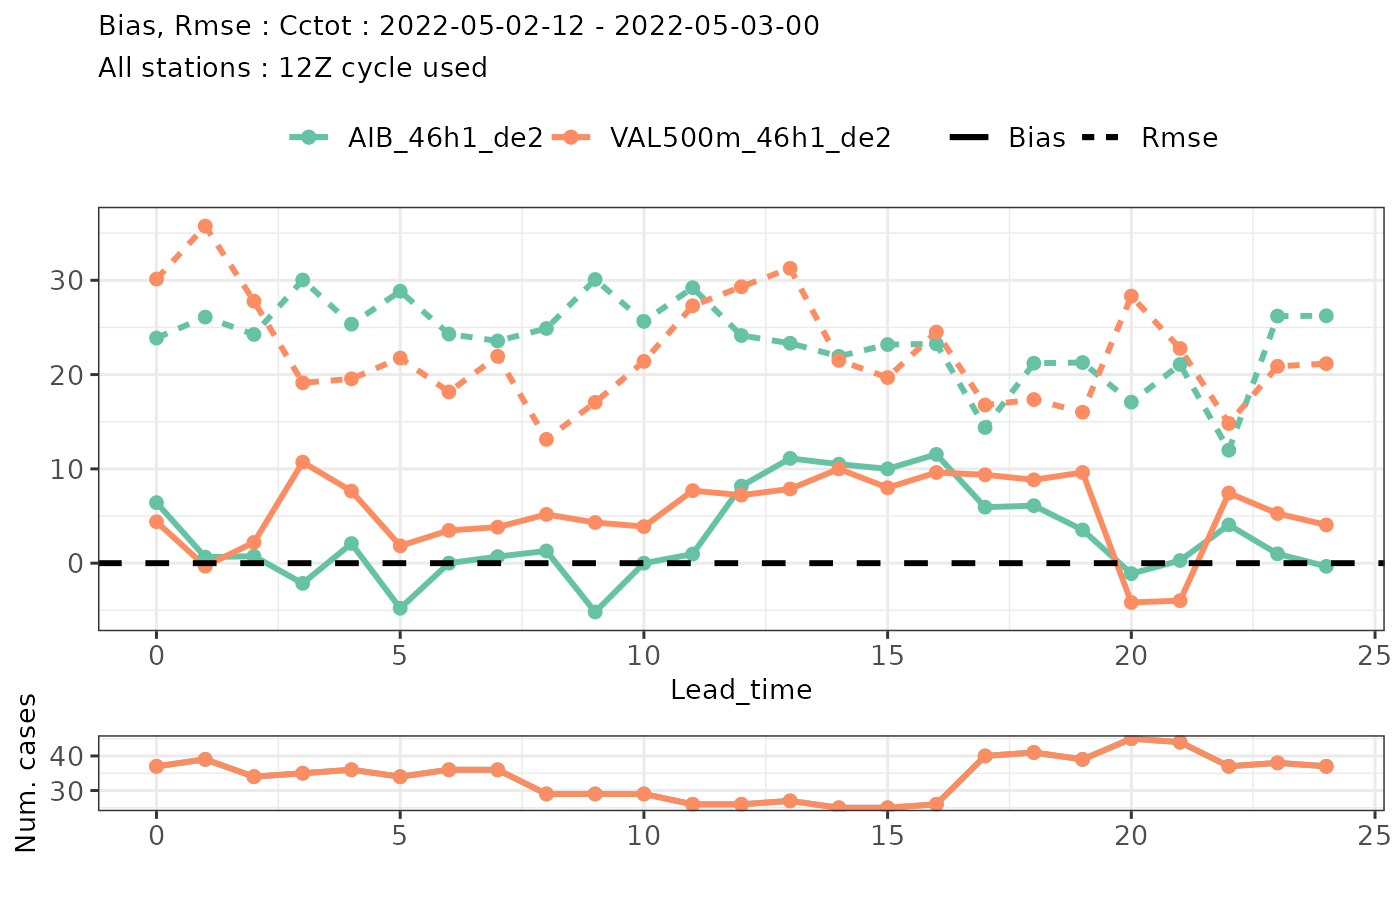 Bias, Rmse : Cctot : 2022-05-02-12 - 2022-05-03-00
All stations : 12Z cycle used
AIB_46h1_de2 VAL500m_46h1_de2 Bias Rmse
30
20
10
0
0 5 10 15 20 25
Lead_time
Num. cases
40
30
0 5 10 15 20 25